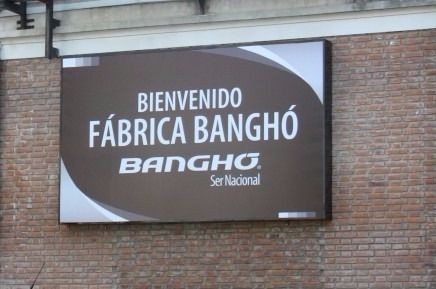 BIENVENIDO
FÁBRICA BANGHÓ
BANGHÓ
Ser Nacional